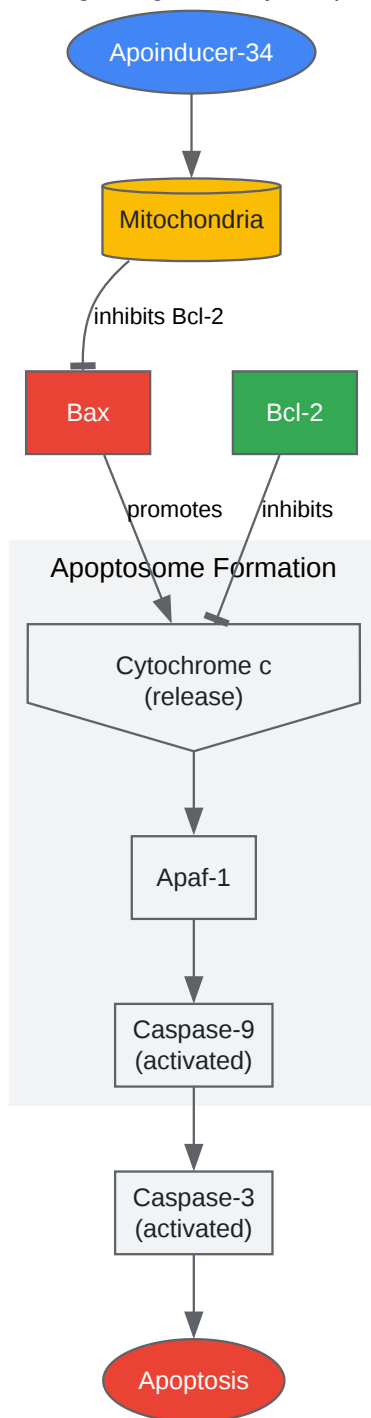 Apoinducer-34
Mitochondria
inhibits Bcl-2
Bax
Bcl-2
promotes
inhibits
Apoptosome Formation
Cytochrome c
(release)
Apaf-1
Caspase-9
(activated)
Caspase-3
(activated)
Apoptosis